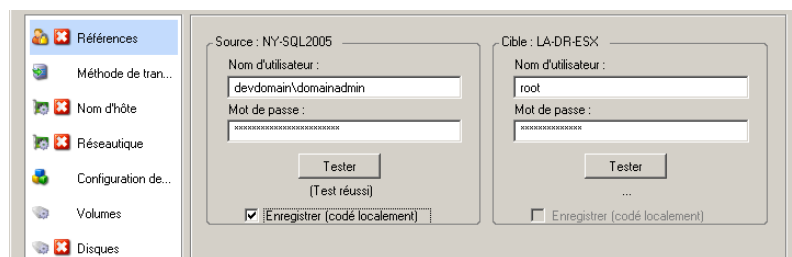 Références
Méthode de tran...
Nom d'hôte
Réseautique
Configuration de...
Volumes
Disques
Source : NY-SQL2005
Nom d'utilisateur :
devdomain\domainadmin
Mot de passe :
************************
Tester
(Test réussi)
Enregistrer (codé localement)
Cible : LA-DR-ESX
Nom d'utilisateur :
root
Mot de passe :
**************
Tester
...
Enregistrer (codé localement)